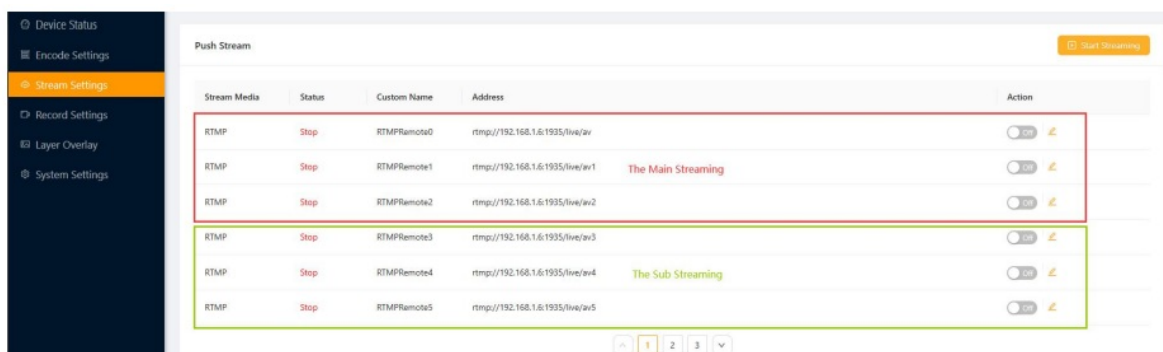 Device Status
Encode Settings
Stream Settings
Record Settings
Layer Overlay
System Settings
Push Stream
Start Streaming
Stream Media Status Custom Name Address Action
RTMP Stop RTMPRemote0 rtmp://192.168.1.6:1935/live/av Off
RTMP Stop RTMPRemote1 rtmp://192.168.1.6:1935/live/av1 The Main Streaming Off
RTMP Stop RTMPRemote2 rtmp://192.168.1.6:1935/live/av2 Off
RTMP Stop RTMPRemote3 rtmp://192.168.1.6:1935/live/av3 Off
RTMP Stop RTMPRemote4 rtmp://192.168.1.6:1935/live/av4 The Sub Streaming Off
RTMP Stop RTMPRemote5 rtmp://192.168.1.6:1935/live/av5 Off
1 2 3